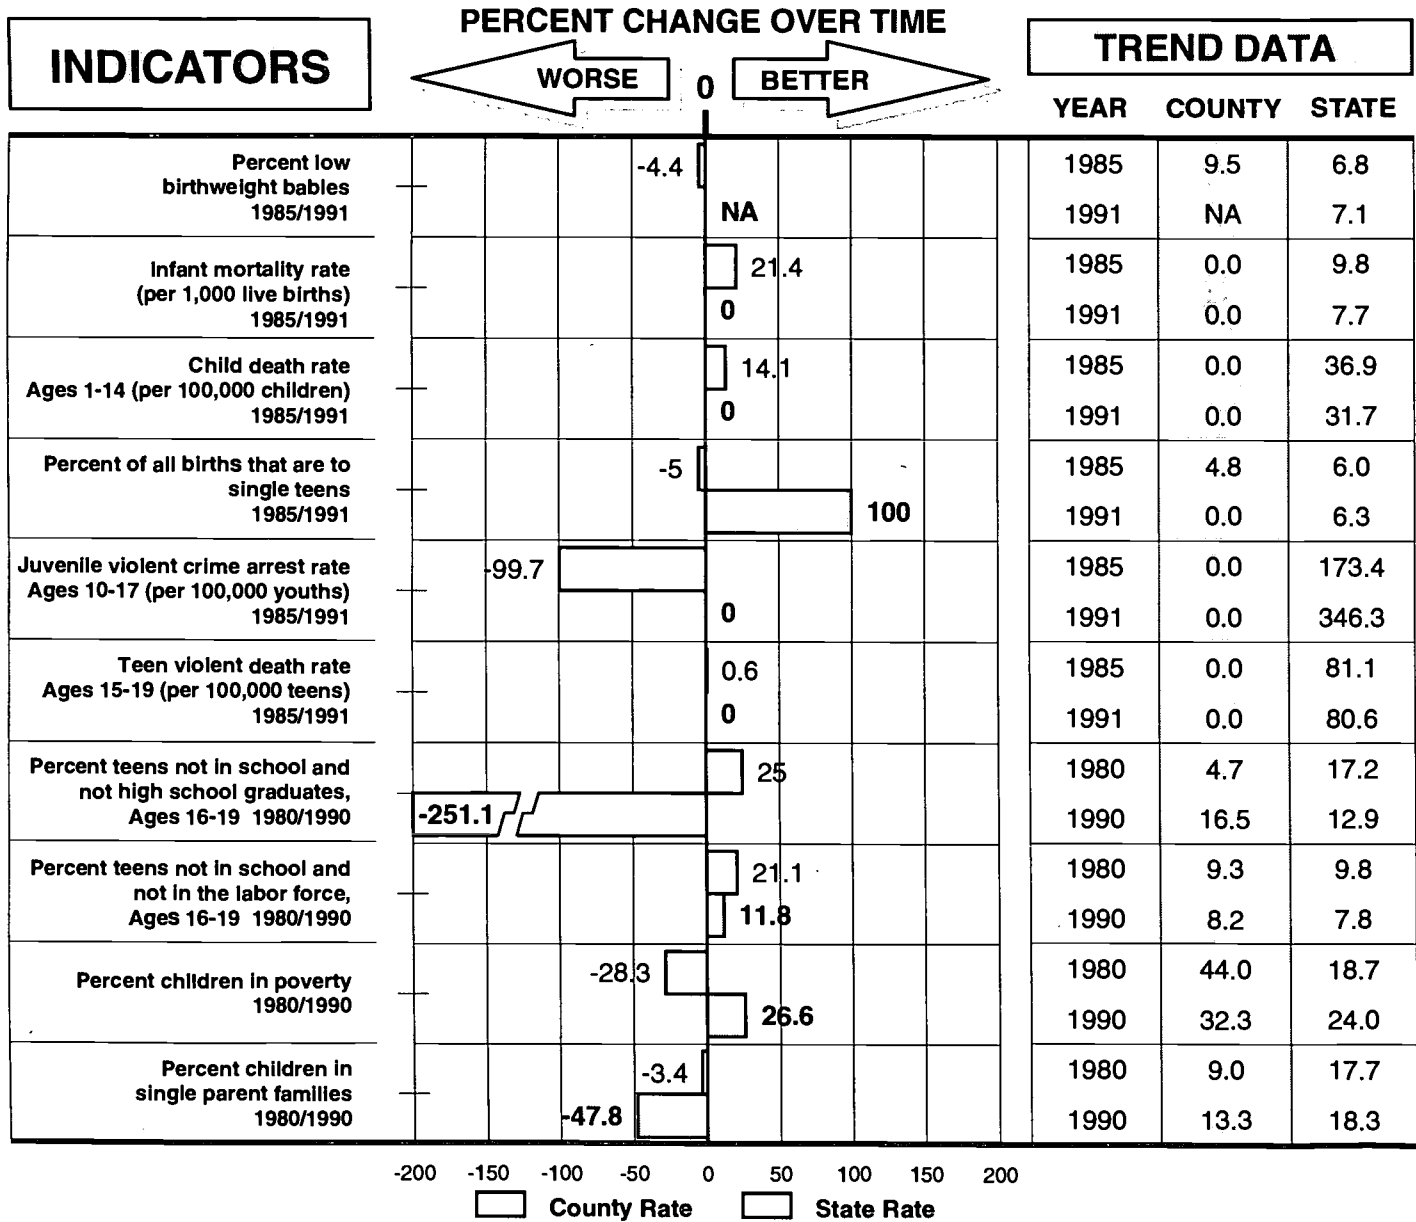 PERCENT CHANGE OVER TIME
INDICATORS
WORSE 0 BETTER
TREND DATA
YEAR COUNTY STATE
Percent low
birthweight babies
1985/1991
-4.4
NA
1985 9.5 6.8
1991 NA 7.1
Infant mortality rate
(per 1,000 live births)
1985/1991
21.4
0
1985 0.0 9.8
1991 0.0 7.7
Child death rate
Ages 1-14 (per 100,000 children)
1985/1991
14.1
0
1985 0.0 36.9
1991 0.0 31.7
Percent of all births that are to
single teens
1985/1991
-5
100
1985 4.8 6.0
1991 0.0 6.3
Juvenile violent crime arrest rate
Ages 10-17 (per 100,000 youths)
1985/1991
-99.7
0
1985 0.0 173.4
1991 0.0 346.3
Teen violent death rate
Ages 15-19 (per 100,000 teens)
1985/1991
0.6
0
1985 0.0 81.1
1991 0.0 80.6
Percent teens not in school and
not high school graduates,
Ages 16-19 1980/1990
25
-251.1
1980 4.7 17.2
1990 16.5 12.9
Percent teens not in school and
not in the labor force,
Ages 16-19 1980/1990
21.1
11.8
1980 9.3 9.8
1990 8.2 7.8
Percent children in poverty
1980/1990
-28.3
26.6
1980 44.0 18.7
1990 32.3 24.0
Percent children in
single parent families
1980/1990
-3.4
-47.8
1980 9.0 17.7
1990 13.3 18.3
-200 -150 -100 -50 0 50 100 150 200
County Rate State Rate